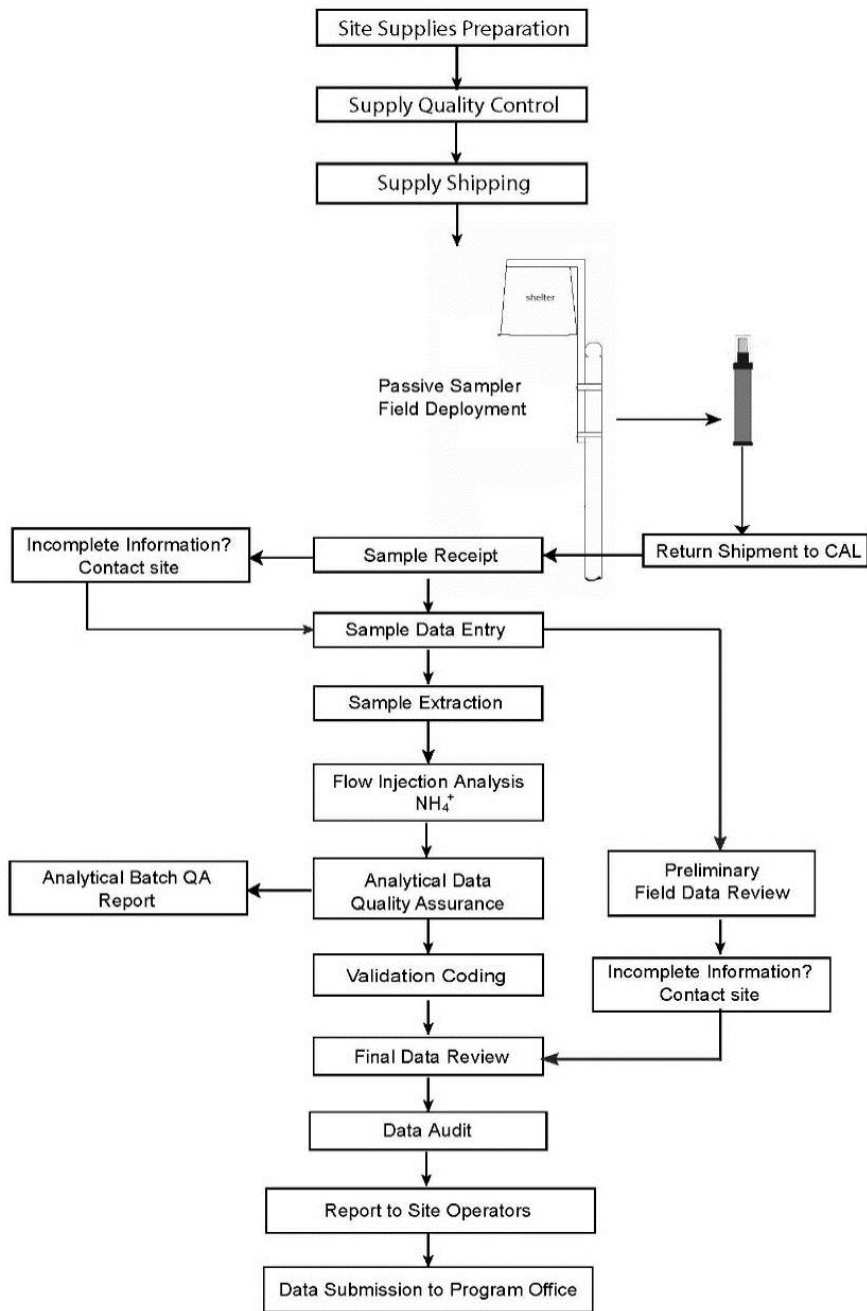 Site Supplies Preparation
Supply Quality Control
Supply Shipping
shelter
Passive Sampler
Field Deployment
Return Shipment to CAL
Sample Receipt
Incomplete Information?
Contact site
Sample Data Entry
Sample Extraction
Flow Injection Analysis
NH₄⁺
Analytical Data
Quality Assurance
Analytical Batch QA
Report
Preliminary
Field Data Review
Validation Coding
Incomplete Information?
Contact site
Final Data Review
Data Audit
Report to Site Operators
Data Submission to Program Office